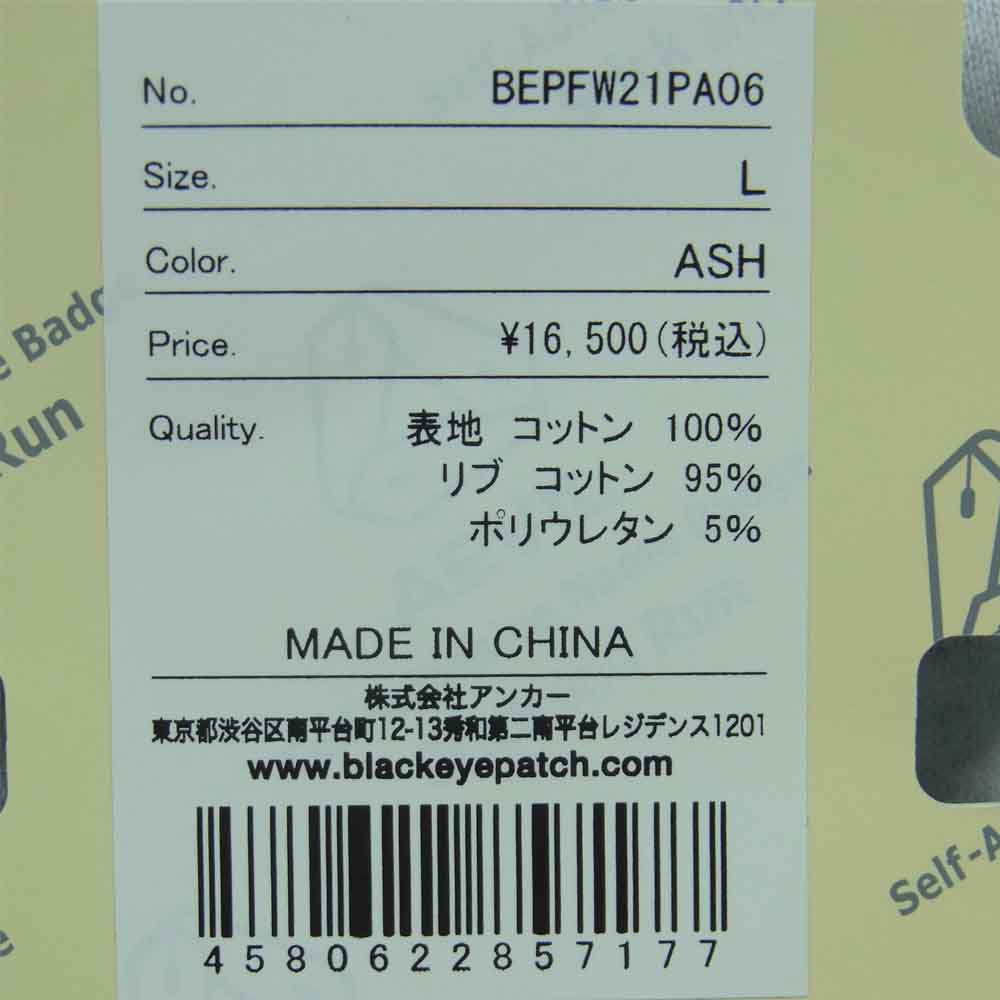 No. BEPFW21PA06
Size. L
Color. ASH
Price. ¥16,500(税込)
Quality. 表地 コットン 100%
リブ コットン 95%
ポリウレタン 5%
MADE IN CHINA
株式会社アンカー
東京都渋谷区南平台町12-13秀和第二南平台レジデンス1201
www.blackeyepatch.com
4580622857177
Run
Self-A